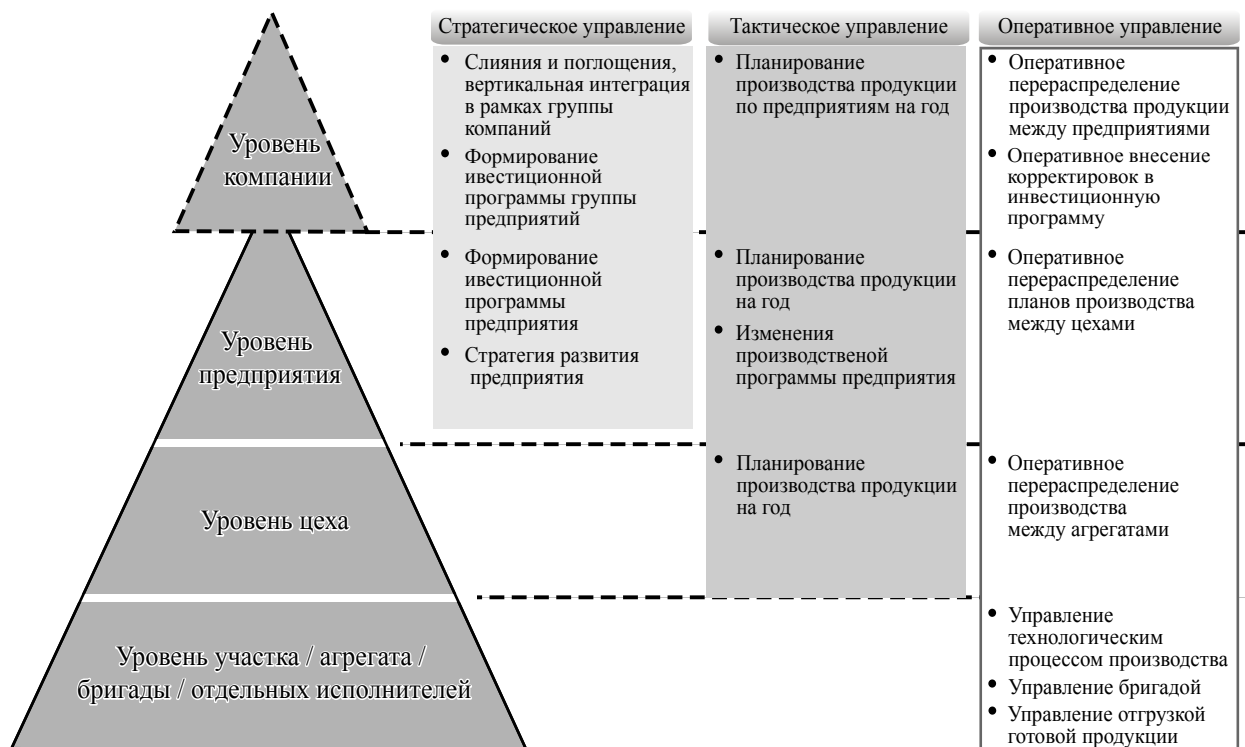 Стратегическое управление
Тактическое управление
Оперативное управление
Уровень
компании
• Слияния и поглощения,
вертикальная интеграция
в рамках группы
компаний
• Формирование
ивестиционной
программы группы
предприятий
• Планирование
производства продукции
по предприятиям на год
• Оперативное
перераспределение
производства продукции
между предприятиями
• Оперативное внесение
корректировок в
инвестиционную
программу
Уровень
предприятия
• Формирование
ивестиционной
программы
предприятия
• Стратегия развития
предприятия
• Планирование
производства продукции
на год
• Изменения
производственой
программы предприятия
• Оперативное
перераспределение
планов производства
между цехами
Уровень цеха
• Планирование
производства продукции
на год
• Оперативное
перераспределение
производства
между агрегатами
Уровень участка / агрегата /
бригады / отдельных исполнителей
• Управление
технологическим
процессом производства
• Управление бригадой
• Управление отгрузкой
готовой продукции